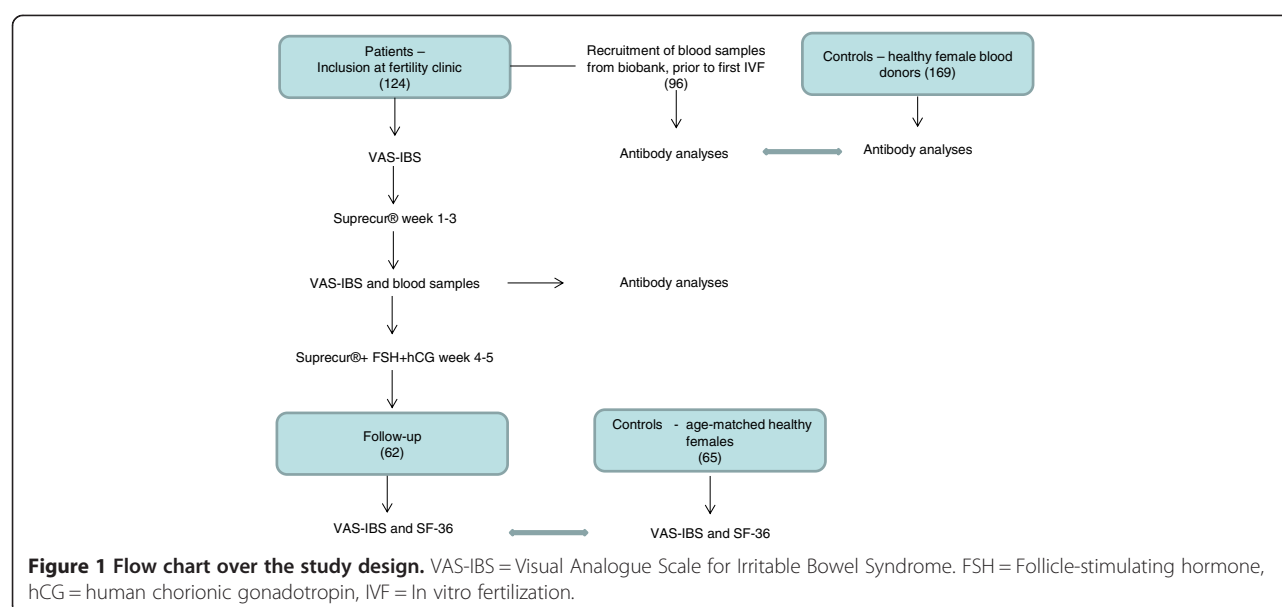 Patients –
Inclusion at fertility clinic
(124)
Recruitment of blood samples
from biobank, prior to first IVF
(96)
Controls – healthy female blood
donors (169)
VAS-IBS
Antibody analyses
Antibody analyses
Suprecur® week 1-3
VAS-IBS and blood samples
Antibody analyses
Suprecur®+ FSH+hCG week 4-5
Follow-up
(62)
Controls - age-matched healthy
females
(65)
VAS-IBS and SF-36
VAS-IBS and SF-36
Figure 1 Flow chart over the study design. VAS-IBS = Visual Analogue Scale for Irritable Bowel Syndrome. FSH = Follicle-stimulating hormone,
hCG = human chorionic gonadotropin, IVF = In vitro fertilization.